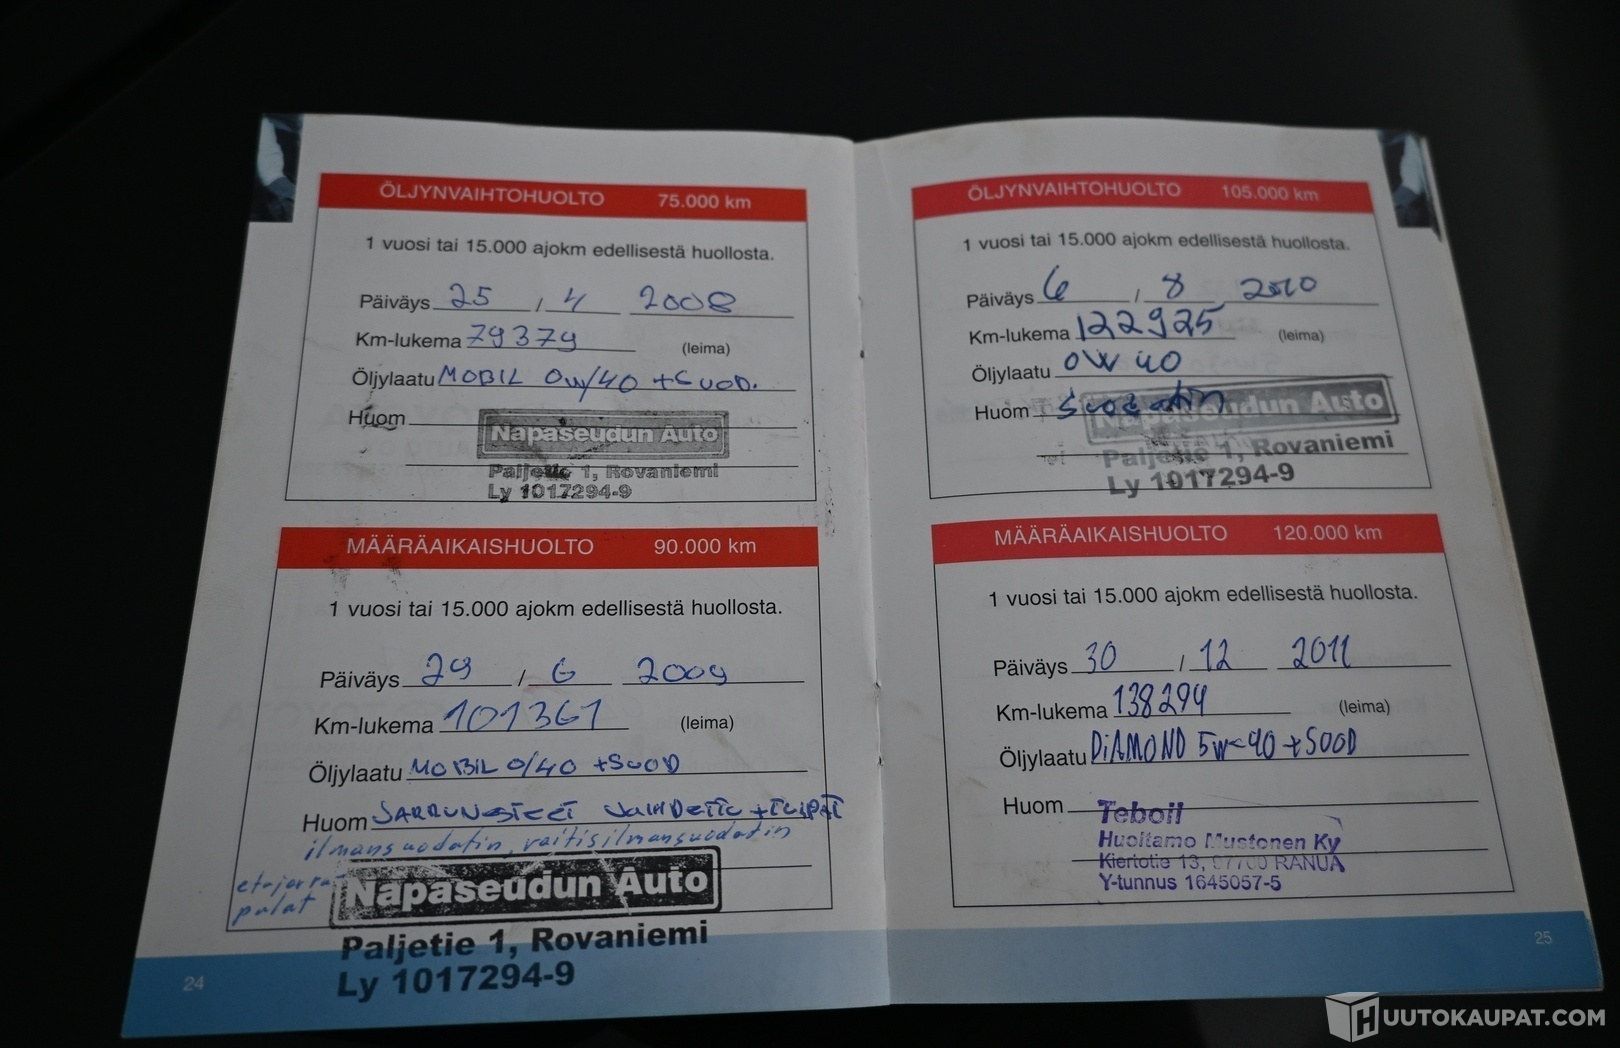 ÖLJYNVAIHTOHUOLTO 75.000 km
1 vuosi tai 15.000 ajokm edellisestä huollosta.
Päiväys 25 / 4 2008
Km-lukema 79379 (leima)
Öljylaatu MOBIL 0W/40 +SUOD.
Huom
Napaseudun Auto
Paljetie 1, Rovaniemi
Ly 1017294-9
MÄÄRÄAIKAISHUOLTO 90.000 km
1 vuosi tai 15.000 ajokm edellisestä huollosta.
Päiväys 29 / 6 2009
Km-lukema 101361 (leima)
Öljylaatu MOBIL 0/40 +SUOD
Huom JARRUNESTEET VAIHDETTU +TULPAT
ilmansuodatin, raitisilmansuodatin
etujarru
palat
Napaseudun Auto
Paljetie 1, Rovaniemi
Ly 1017294-9
24
ÖLJYNVAIHTOHUOLTO 105.000 km
1 vuosi tai 15.000 ajokm edellisestä huollosta.
Päiväys 6 / 8 2010
Km-lukema 122925 (leima)
Öljylaatu 0W 40
Huom Suodatin
Napaseudun Auto
Paljetie 1, Rovaniemi
Ly 1017294-9
MÄÄRÄAIKAISHUOLTO 120.000 km
1 vuosi tai 15.000 ajokm edellisestä huollosta.
Päiväys 30 / 12 2011
Km-lukema 138294 (leima)
Öljylaatu DiAMOND 5W-40 +SOOD
Huom
Teboil
Huoltamo Mustonen Ky
Kiertotie 13, 97700 RANUA
Y-tunnus 1645057-5
25
HUUTOKAUPAT.COM